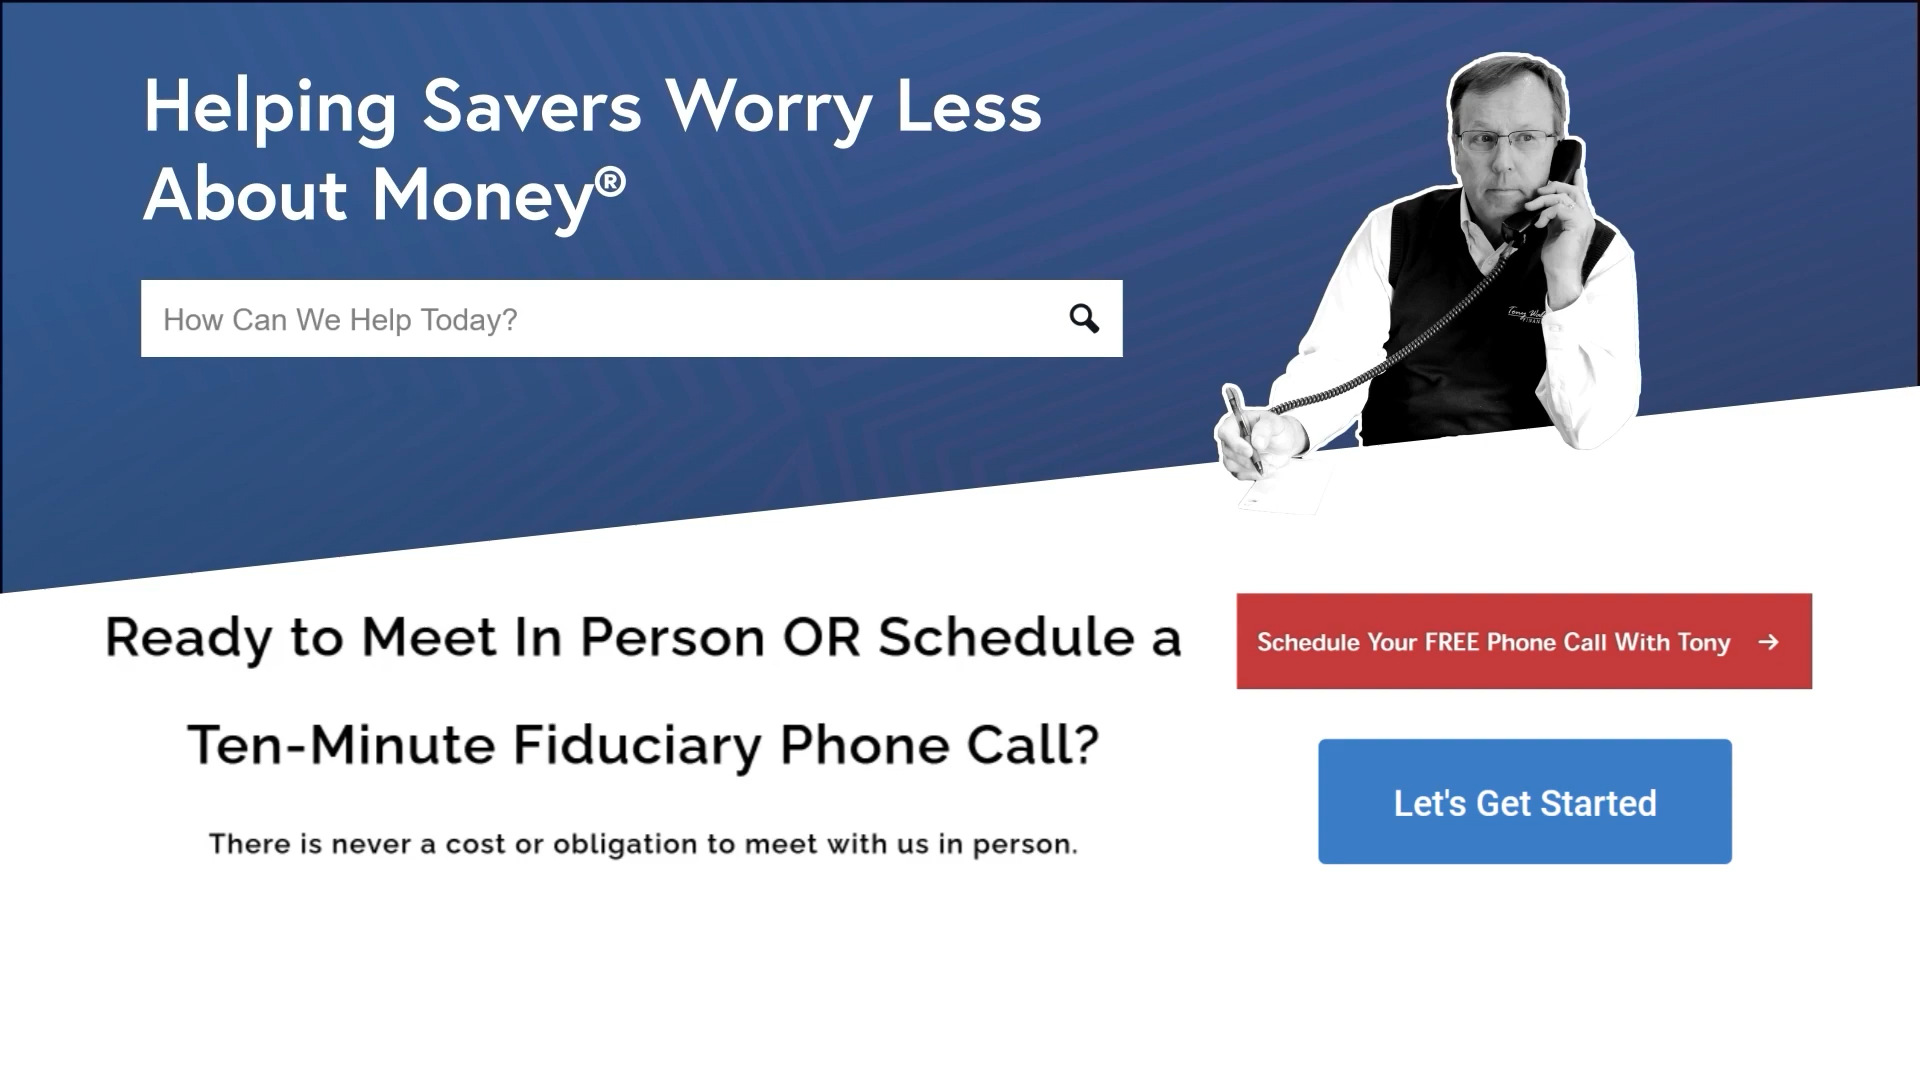 Helping Savers Worry Less
About Money®
How Can We Help Today?
Ready to Meet In Person OR Schedule a
Ten-Minute Fiduciary Phone Call?
There is never a cost or obligation to meet with us in person.
Schedule Your FREE Phone Call With Tony →
Let's Get Started